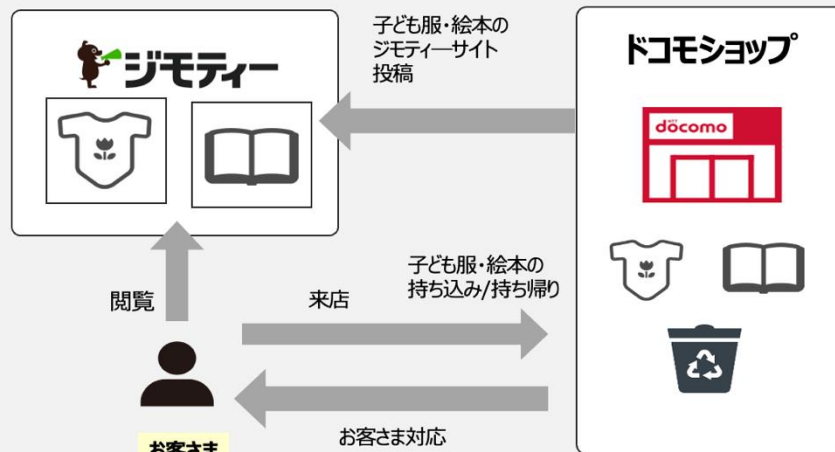 ジモティー
子ども服・絵本の
ジモティーサイト
投稿
ドコモショップ
döcomo
閲覧
来店
子ども服・絵本の
持ち込み/持ち帰り
お客さま対応
お客さま